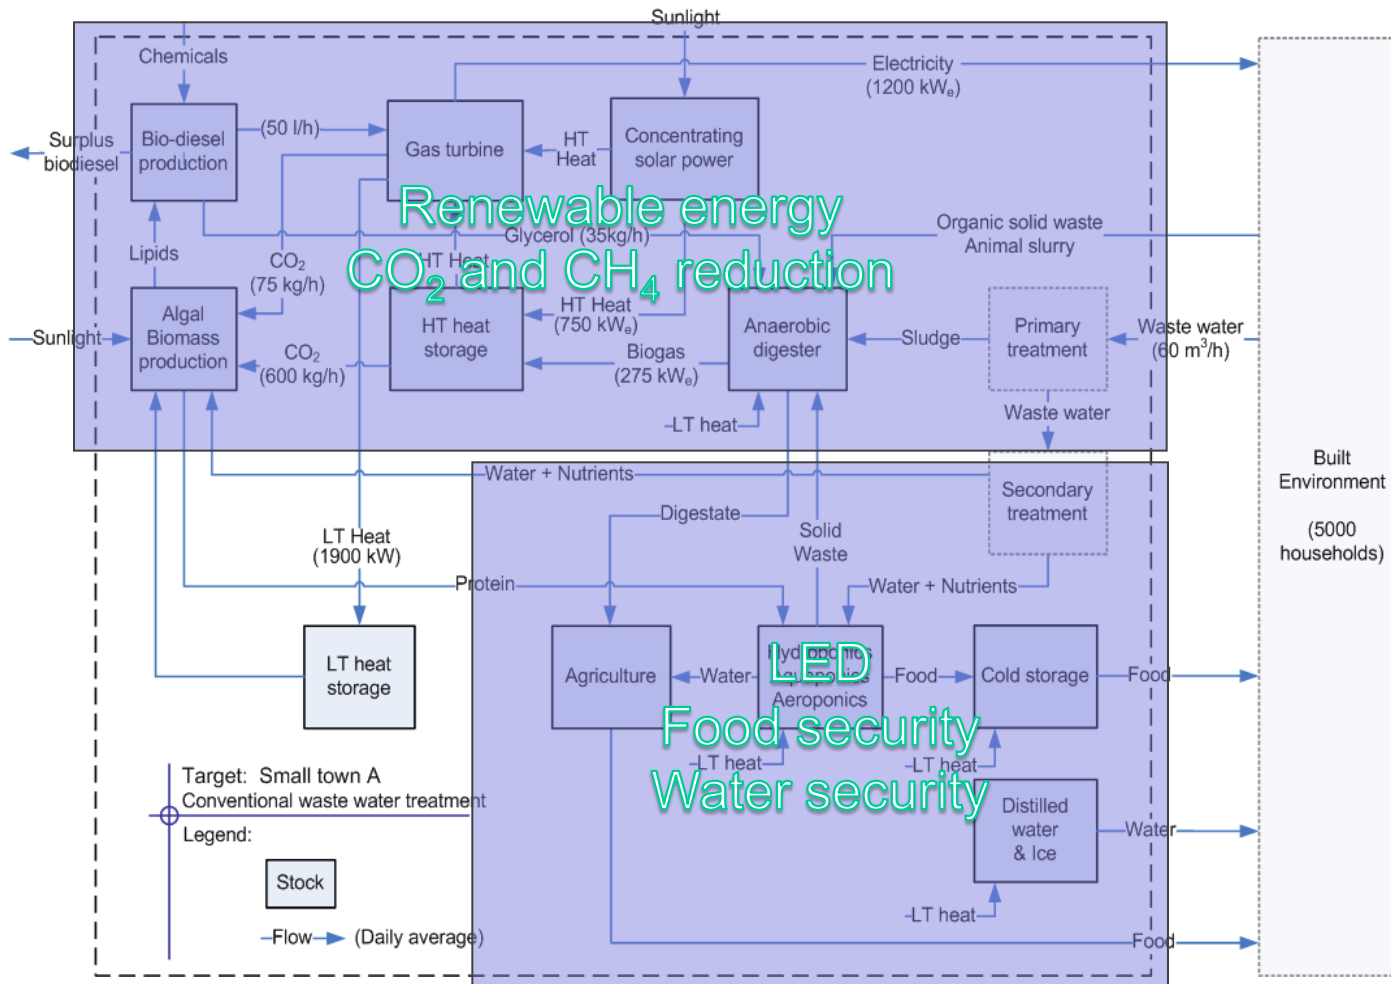 Sunlight
Chemicals
Electricity
(1200 kWe)
Surplus
biodiesel
Bio-diesel
production
(50 l/h)
Gas turbine
HT
Heat
Concentrating
solar power
Renewable energy
CO2 and CH4 reduction
Glycerol (35kg/h)
Organic solid waste
Animal slurry
Lipids
CO2
(75 kg/h)
HT Heat
HT Heat
(750 kWe)
Sunlight
Algal
Biomass
production
CO2
(600 kg/h)
HT heat
storage
Biogas
(275 kWe)
Anaerobic
digester
Sludge
Primary
treatment
Waste water
(60 m3/h)
LT heat
Waste water
Water + Nutrients
Secondary
treatment
Built
Environment
(5000
households)
Digestate
Solid
Waste
LT Heat
(1900 kW)
Protein
Water + Nutrients
LT heat
storage
Agriculture
Water
Hydroponics
Aquaponics
Aeroponics
Food
Cold storage
Food
LED
Food security
Water security
LT heat
LT heat
Distilled
water
& Ice
Water
LT heat
Food
Target: Small town A
Conventional waste water treatment
Legend:
Stock
Flow
(Daily average)